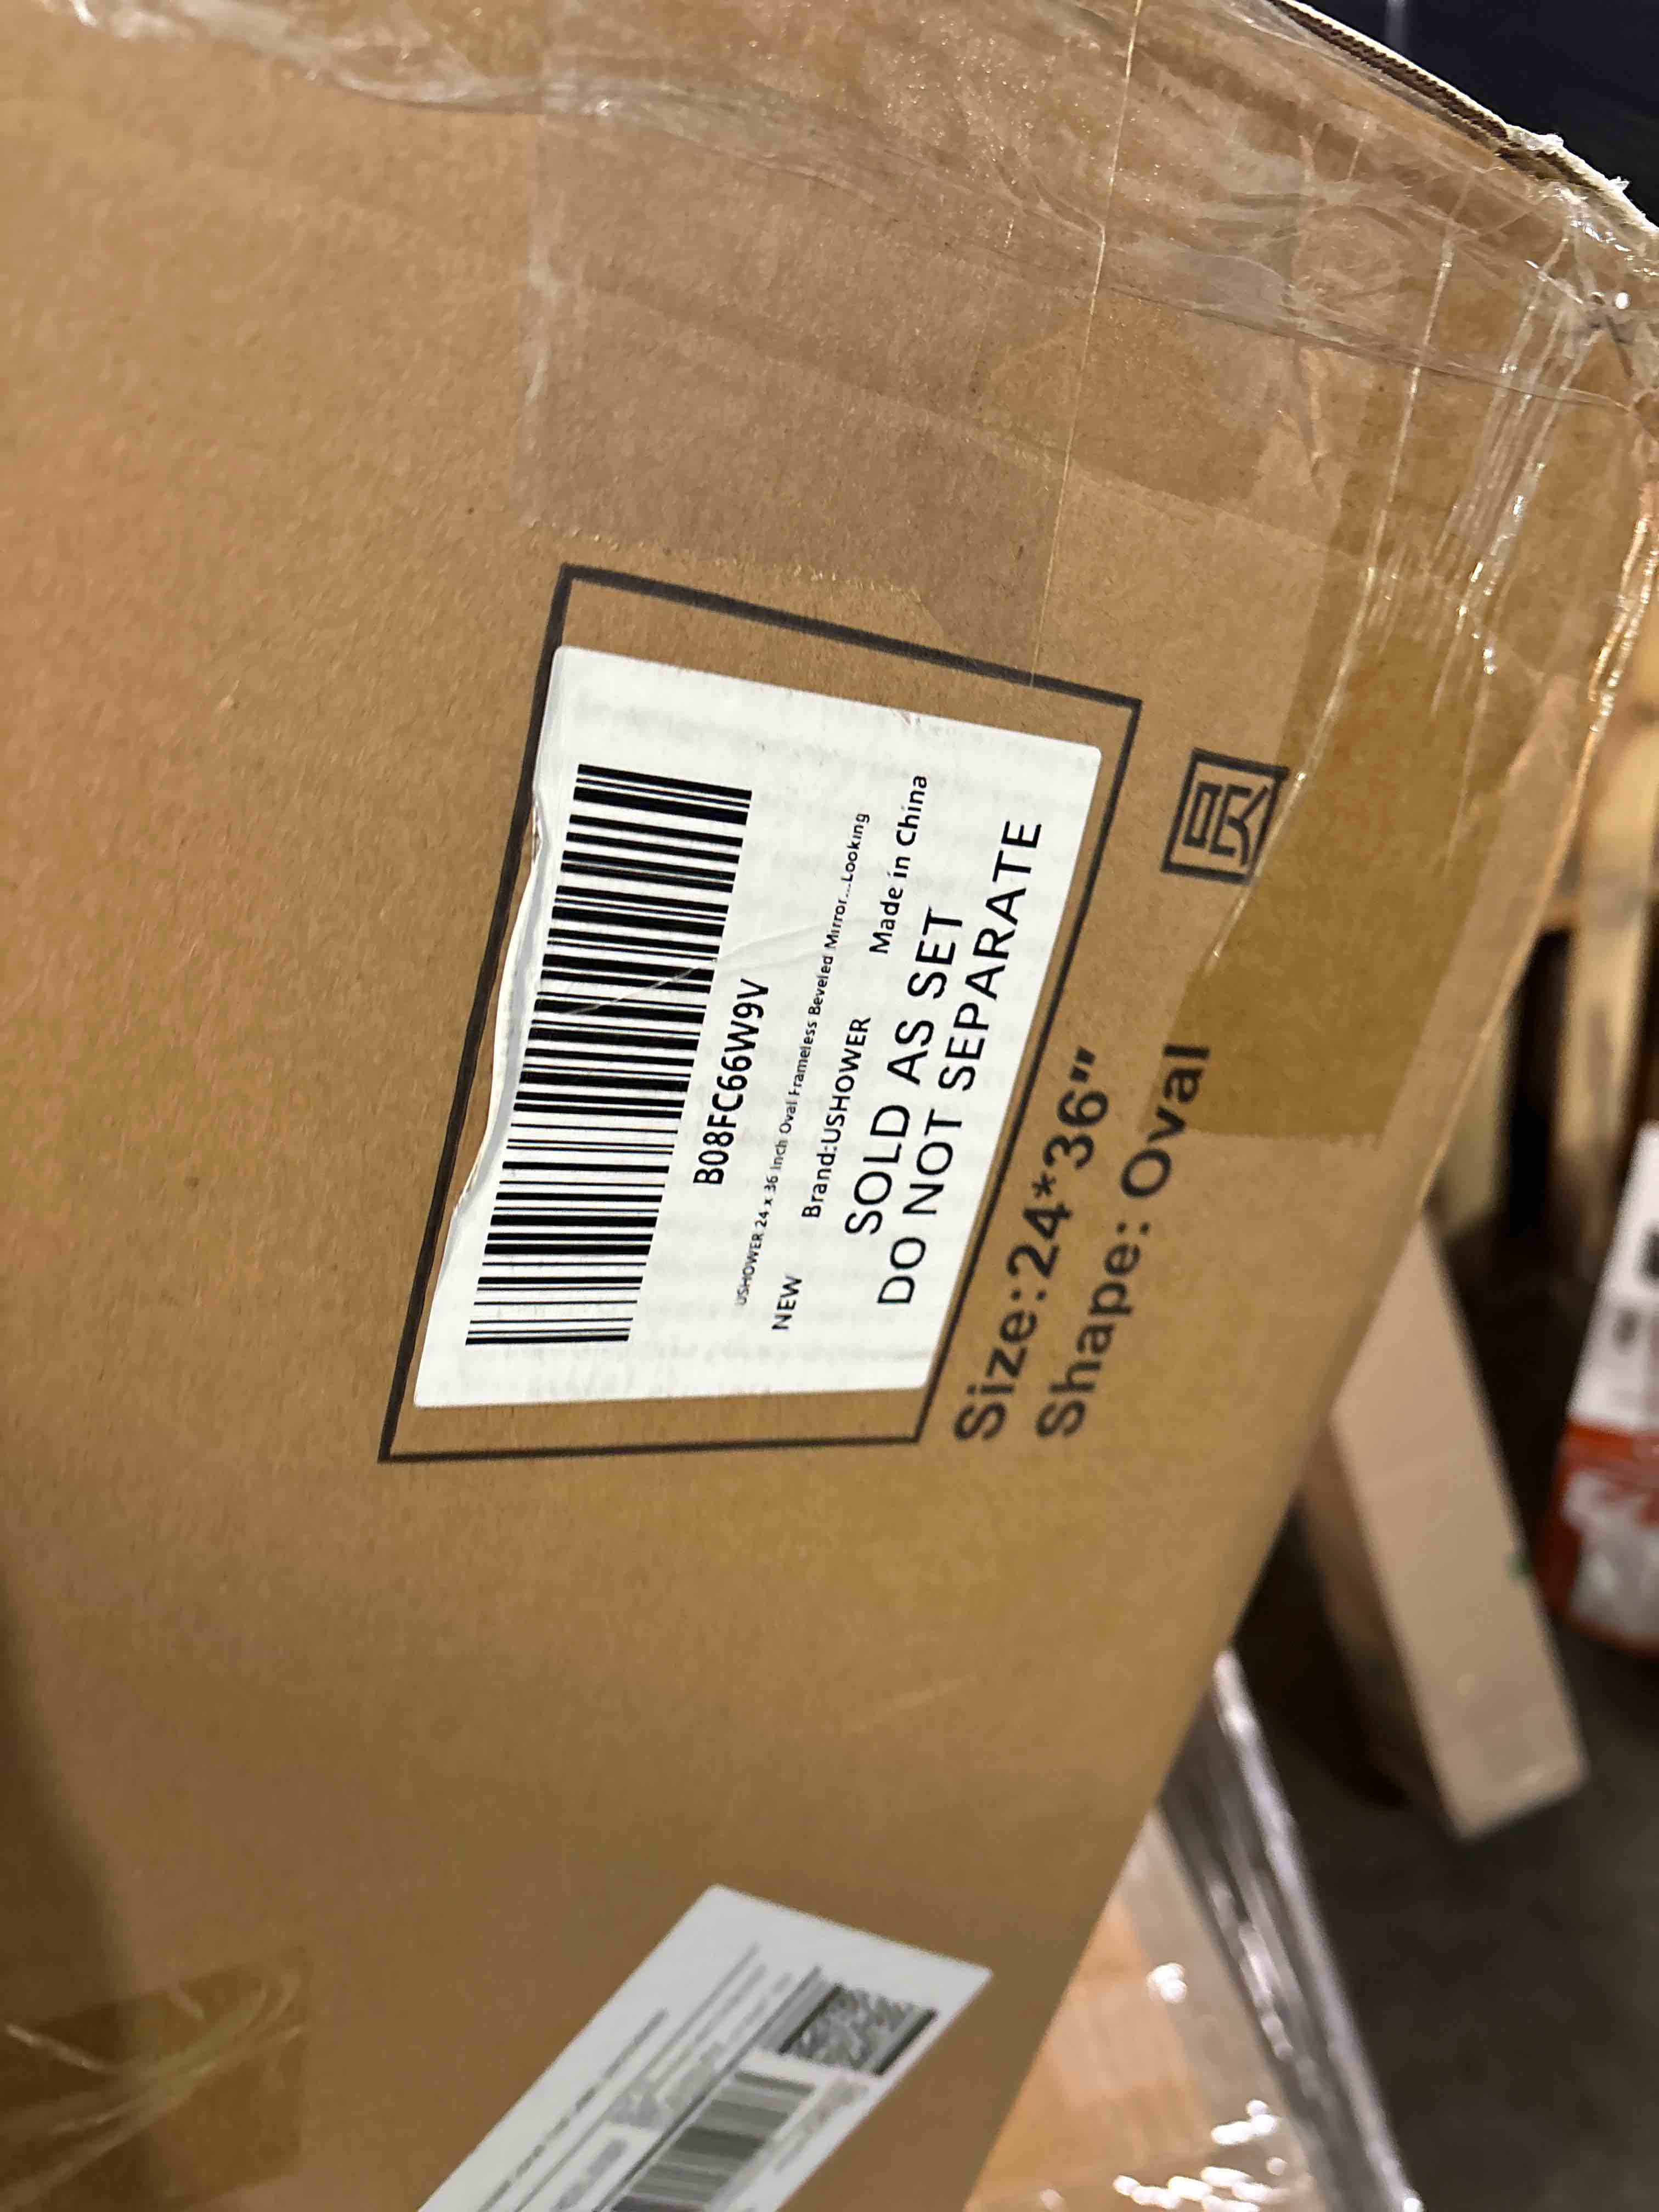 B08FC66W9V
USHOWER 24 x 36 Inch Oval Frameless Beveled Mirror...Looking
NEW Brand:USHOWER Made in China
SOLD AS SET
DO NOT SEPARATE
Size:24*36"
Shape: Oval
圆